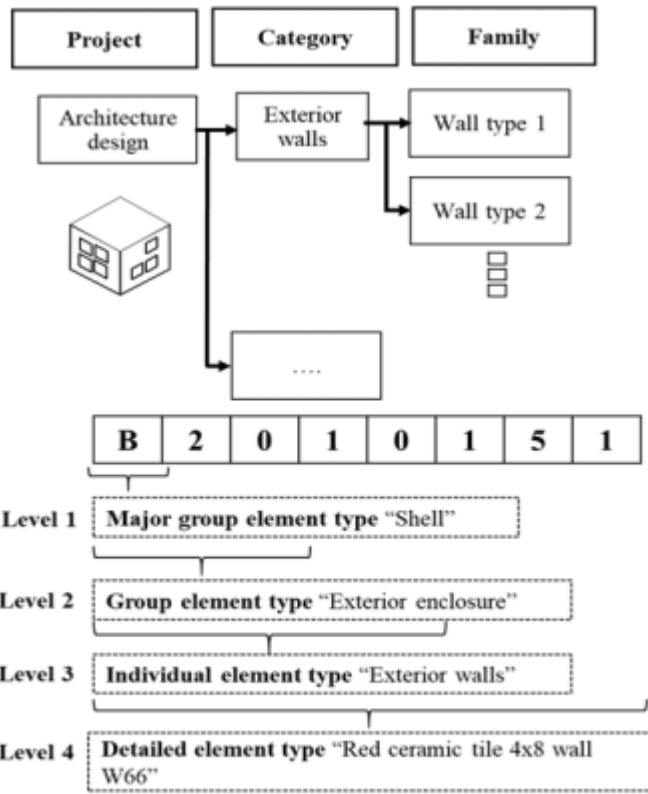 Project Category Family
Architecture design Exterior walls Wall type 1
Wall type 2
....
B 2 0 1 0 1 5 1
Level 1 Major group element type “Shell”
Level 2 Group element type “Exterior enclosure”
Level 3 Individual element type “Exterior walls”
Level 4 Detailed element type “Red ceramic tile 4x8 wall
W66”